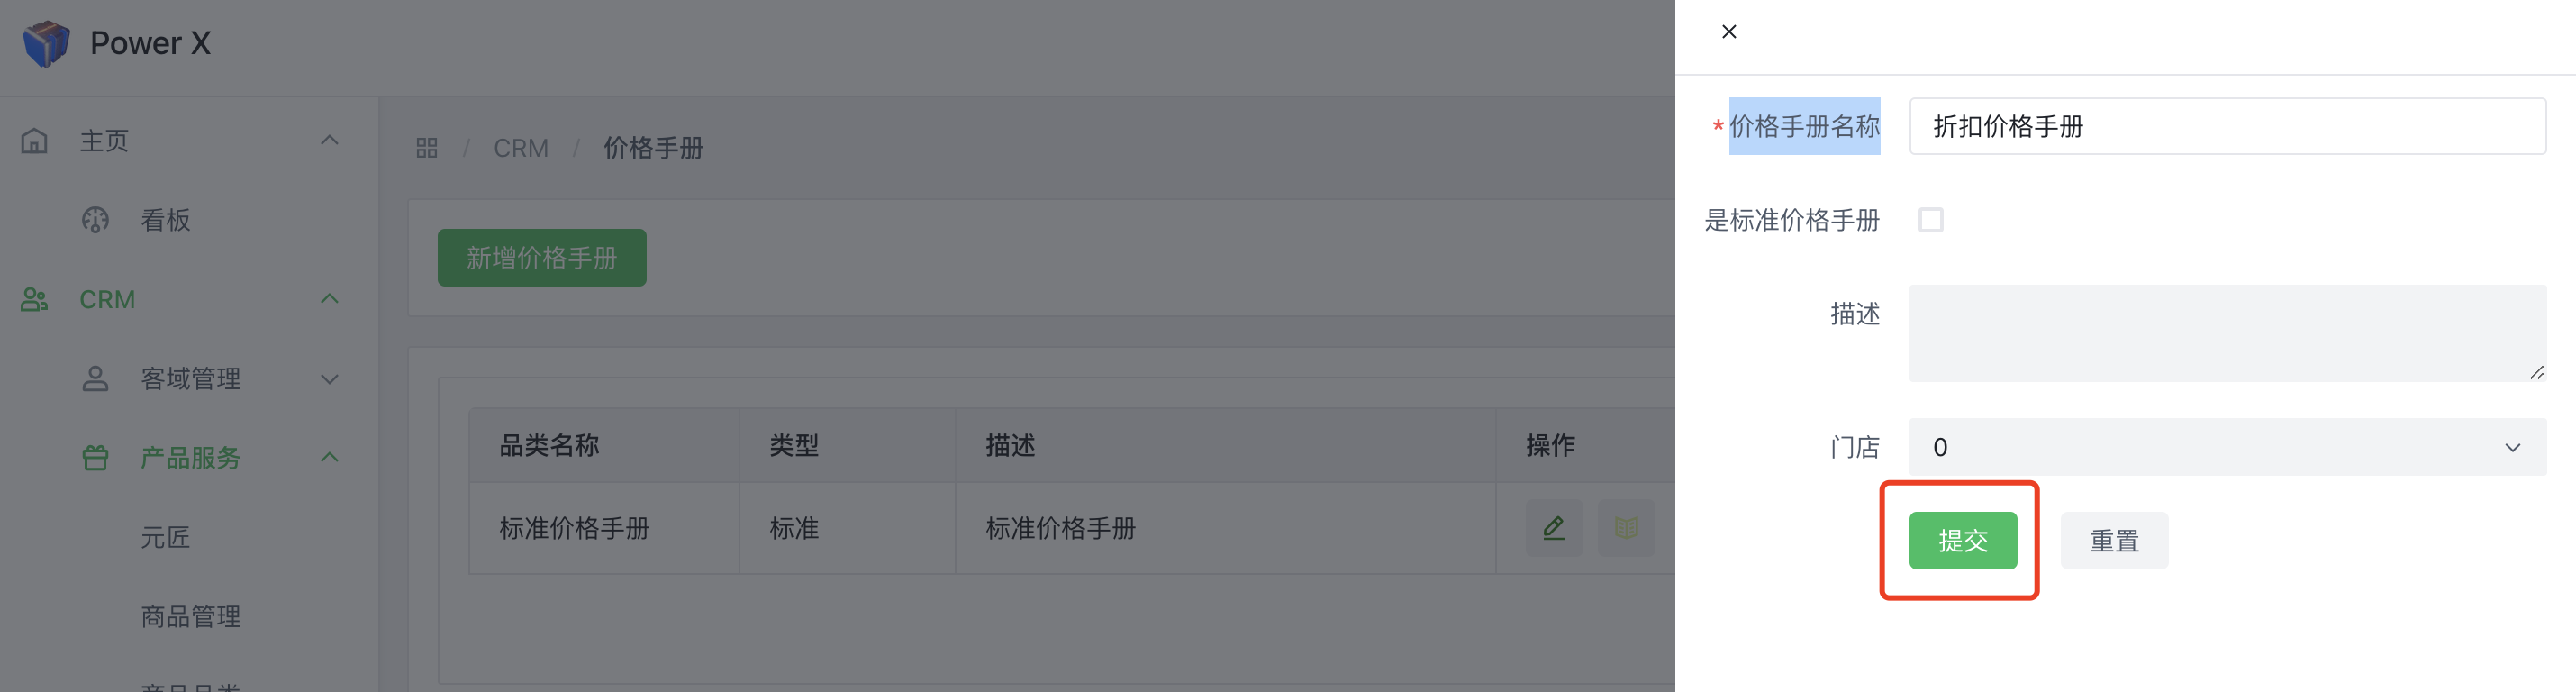 Power X
主页
看板
CRM
客域管理
产品服务
元匠
商品管理
商品品类
/ CRM / 价格手册
新增价格手册
品类名称 类型 描述 操作
标准价格手册 标准 标准价格手册
*价格手册名称 折扣价格手册
是标准价格手册
描述
门店 0
提交 重置